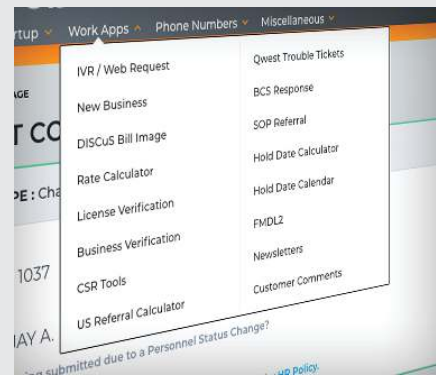 rtup
Work Apps
Phone Numbers
Miscellaneous
AGE
T CO
PE : Cha
1037
JAY A.
IVR / Web Request
New Business
DISCuS Bill Image
Rate Calculator
License Verification
Business Verification
CSR Tools
US Referral Calculator
Qwest Trouble Tickets
BCS Response
SOP Referral
Hold Date Calculator
Hold Date Calendar
FMDL2
Newsletters
Customer Comments
ing submitted due to a Personnel Status Change?
HR Policy.